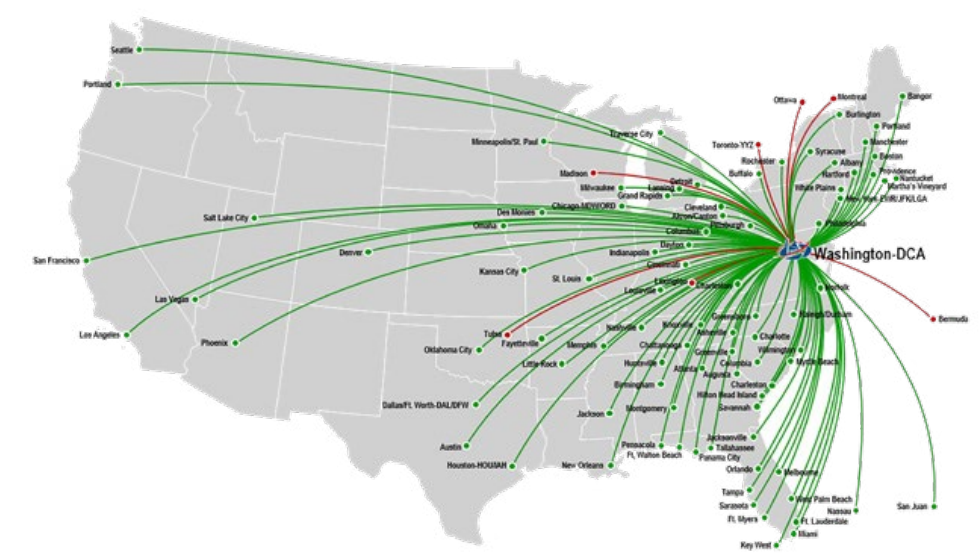 Seattle
Portland
Bangor
Ottawa
Montreal
Burlington
Traverse City
Portland
Minneapolis/St. Paul
Toronto-YYZ
Manchester
Syracuse
Boston
Rochester
Albany
Madison
Buffalo
Hartford
Providence
Nantucket
Milwaukee
Lansing
Detroit
White Plains
Martha's Vineyard
Grand Rapids
New York-EWR/JFK/LGA
Chicago-MDW/ORD
Cleveland
Des Monies
Akron/Canton
Salt Lake City
Omaha
Pittsburgh
Philadelphia
Columbus
Dayton
Denver
Indianapolis
Washington-DCA
San Francisco
Cincinnati
Kansas City
St. Louis
Lexington
Charleston
Louisville
Norfolk
Las Vegas
Greensboro
Raleigh/Durham
Bermuda
Nashville
Knoxville
Los Angeles
Tulsa
Asheville
Phoenix
Fayetteville
Charlotte
Oklahoma City
Memphis
Chattanooga
Greenville
Wilmington
Little Rock
Huntsville
Columbia
Myrtle Beach
Atlanta
Augusta
Birmingham
Charleston
Hilton Head Island
Dallas/Ft. Worth-DAL/DFW
Jackson
Montgomery
Savannah
Jacksonville
Austin
Pensacola
Tallahassee
Ft. Walton Beach
Panama City
Houston-HOU/IAH
New Orleans
Orlando
Melbourne
Tampa
West Palm Beach
Sarasota
Nassau
San Juan
Ft. Myers
Ft. Lauderdale
Miami
Key West